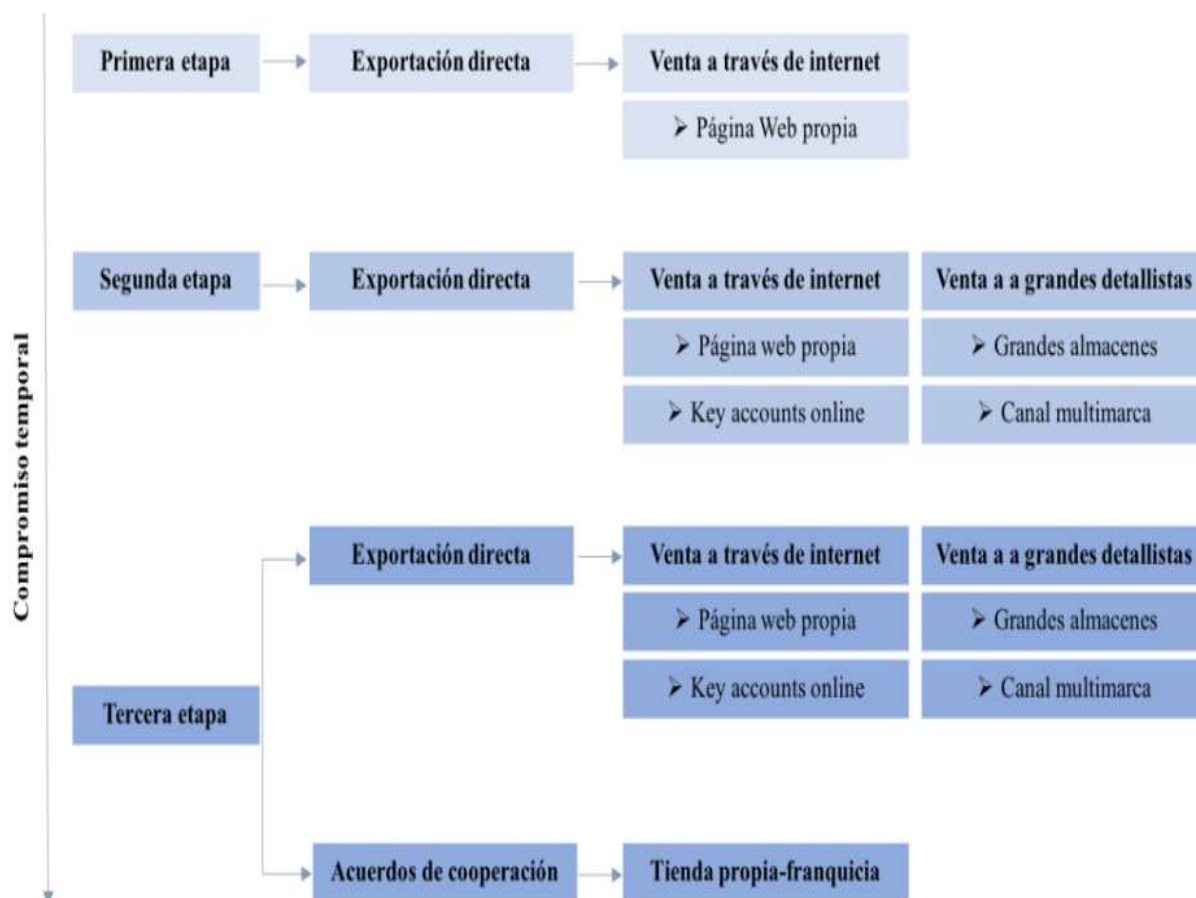 Compromiso temporal
Primera etapa
Exportación directa
Venta a través de internet
➢ Página Web propia
Segunda etapa
Exportación directa
Venta a través de internet
Venta a a grandes detallistas
➢ Página web propia
➢ Grandes almacenes
➢ Key accounts online
➢ Canal multimarca
Tercera etapa
Exportación directa
Venta a través de internet
Venta a a grandes detallistas
➢ Página web propia
➢ Grandes almacenes
➢ Key accounts online
➢ Canal multimarca
Acuerdos de cooperación
Tienda propia-franquicia